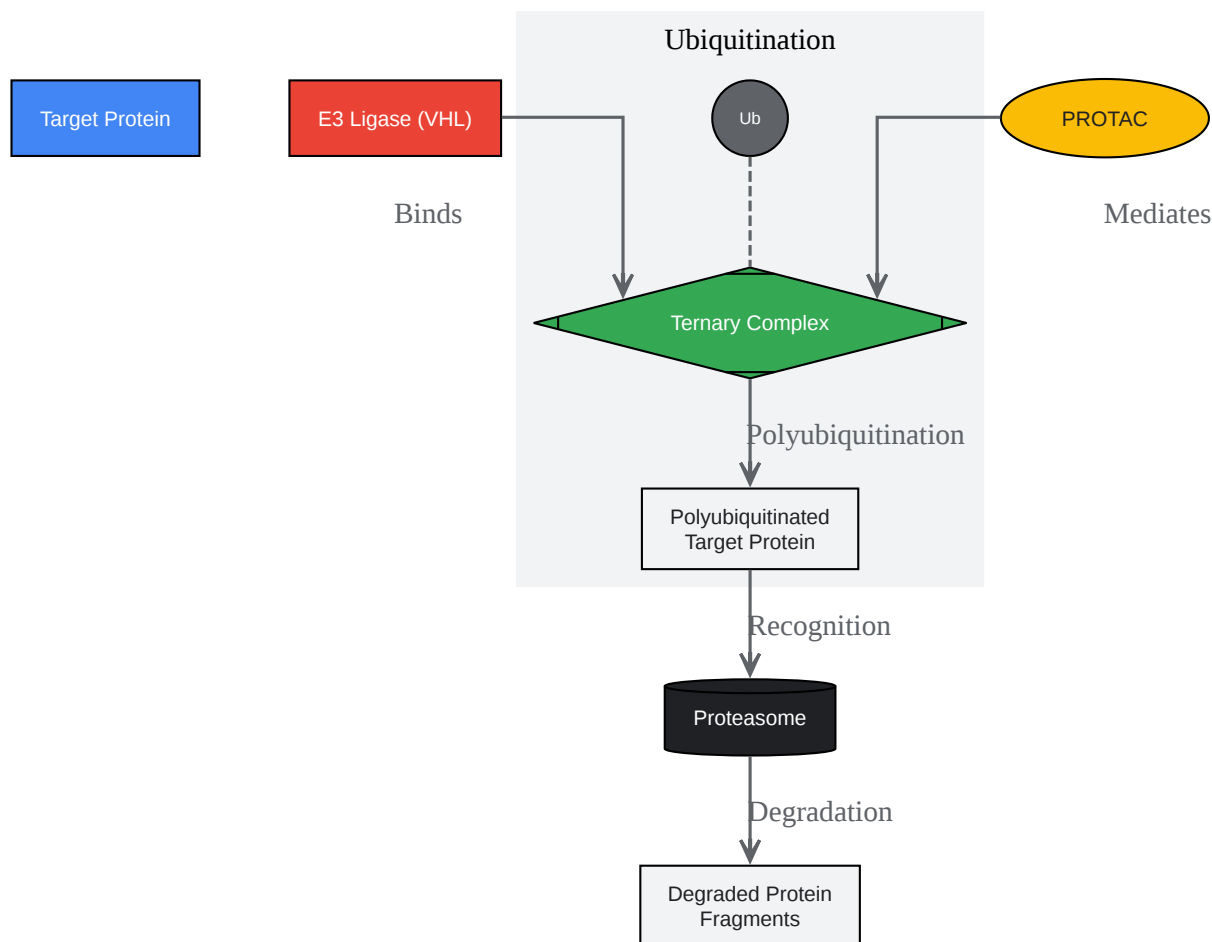 Ubiquitination
Target Protein
E3 Ligase (VHL)
Ub
PROTAC
Binds
Mediates
Ternary Complex
Polyubiquitination
Polyubiquitinated
Target Protein
Recognition
Proteasome
Degradation
Degraded Protein
Fragments